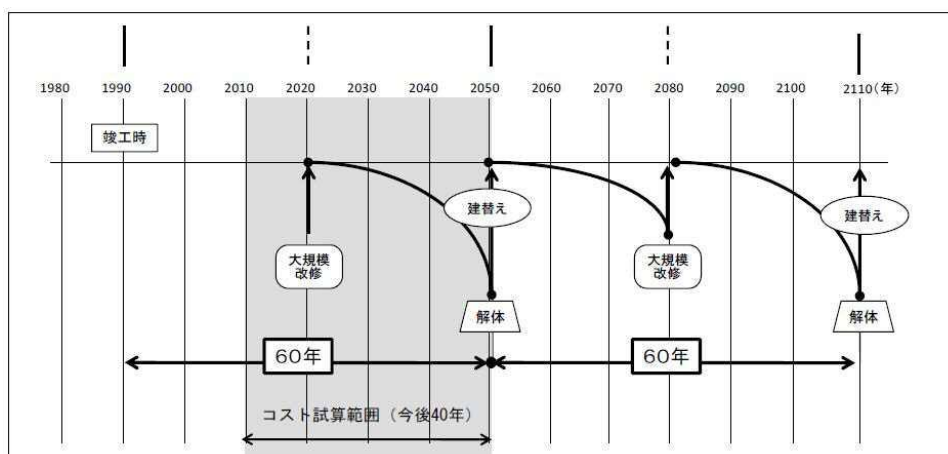 1980 1990 2000 2010 2020 2030 2040 2050 2060 2070 2080 2090 2100 2110(年)
竣工時
建替え
建替え
大規模
改修
大規模
改修
解体
解体
60年
60年
コスト試算範囲（今後40年）